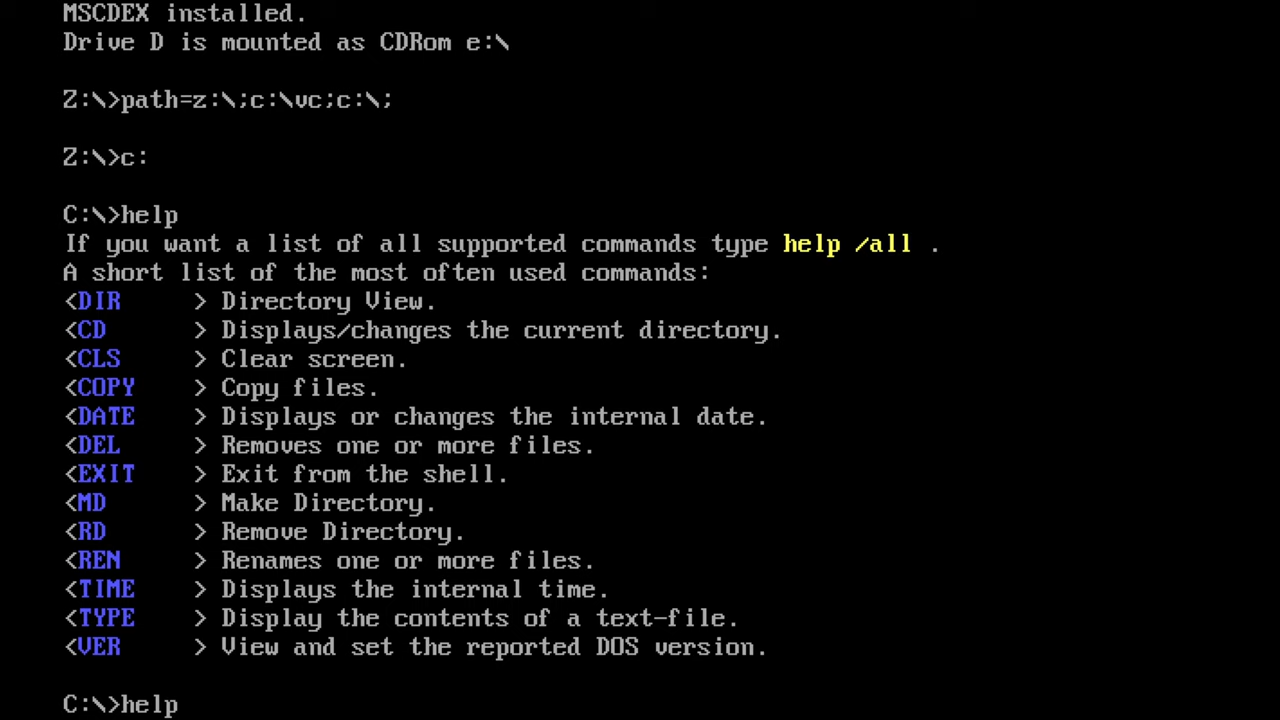 MSCDEX installed.
Drive D is mounted as CDRom e:\
Z:\>path=z:\;c:\vc;c:\;
Z:\>c:
C:\>help
If you want a list of all supported commands type help /all .
A short list of the most often used commands:
<DIR     > Directory View.
<CD      > Displays/changes the current directory.
<CLS     > Clear screen.
<COPY    > Copy files.
<DATE    > Displays or changes the internal date.
<DEL     > Removes one or more files.
<EXIT    > Exit from the shell.
<MD      > Make Directory.
<RD      > Remove Directory.
<REN     > Renames one or more files.
<TIME    > Displays the internal time.
<TYPE    > Display the contents of a text-file.
<VER     > View and set the reported DOS version.
C:\>help